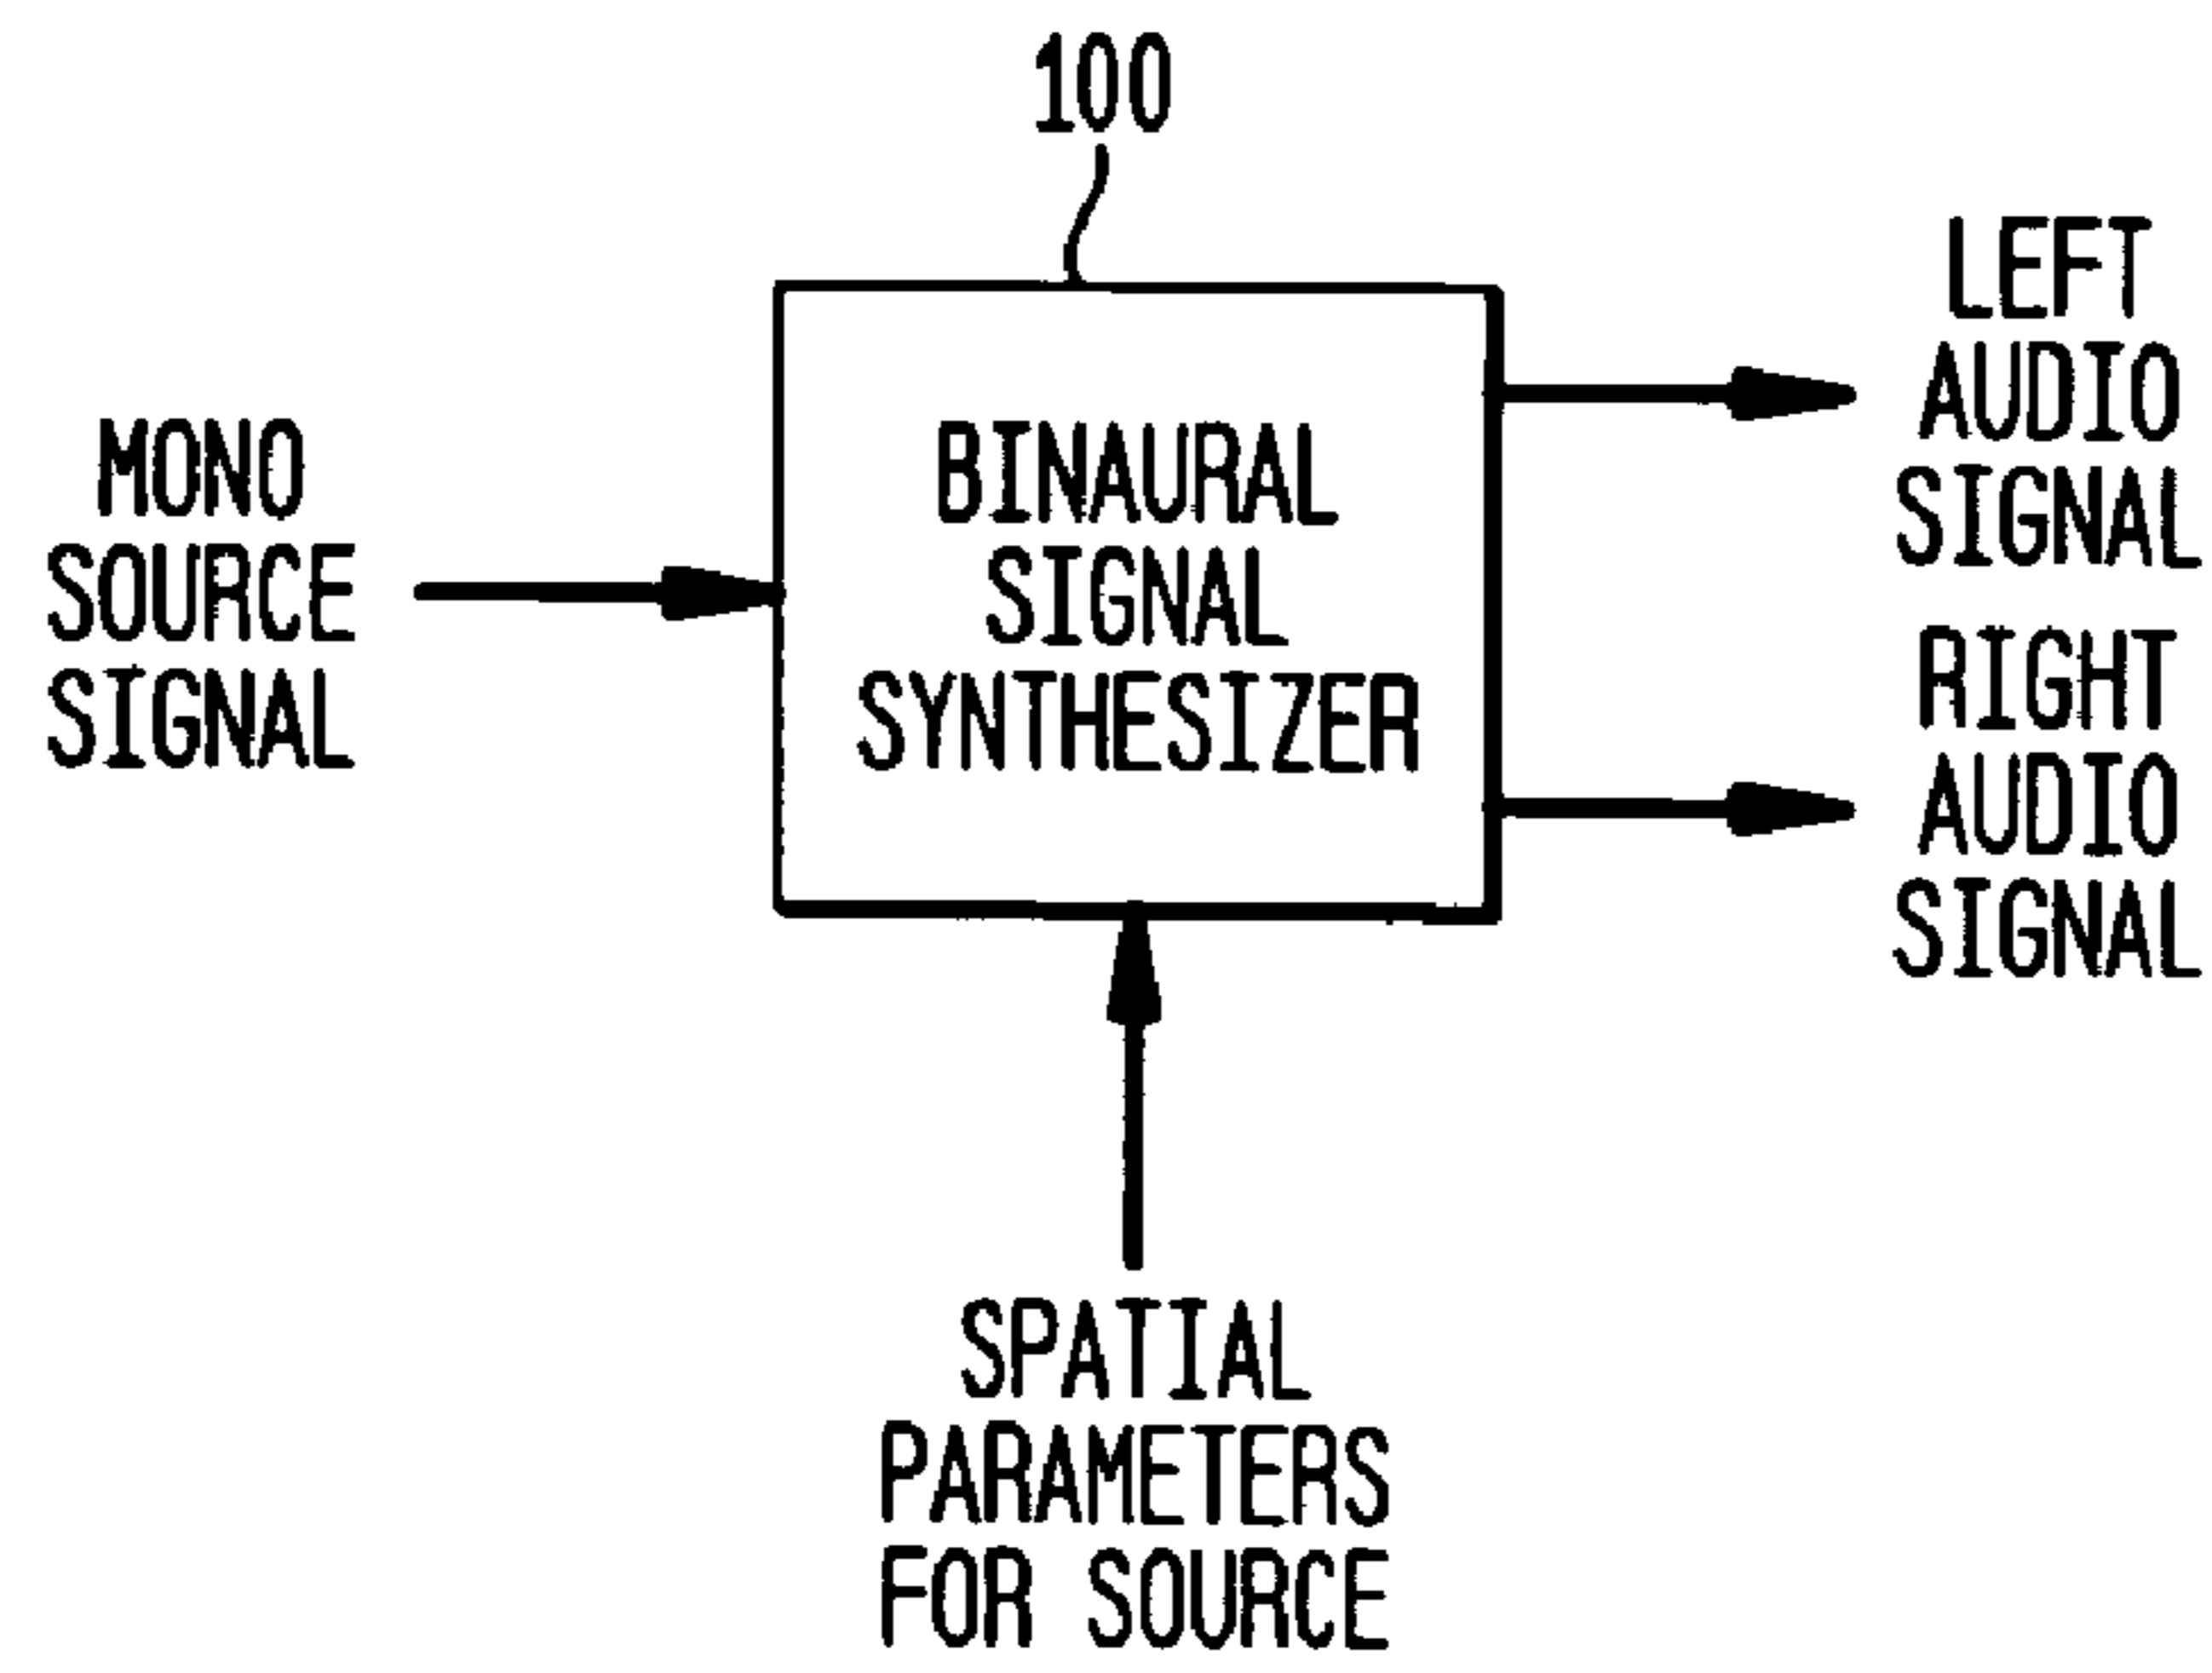 100
MONO
SOURCE
SIGNAL
BINAURAL
SIGNAL
SYNTHESIZER
LEFT
AUDIO
SIGNAL
RIGHT
AUDIO
SIGNAL
SPATIAL
PARAMETERS
FOR SOURCE